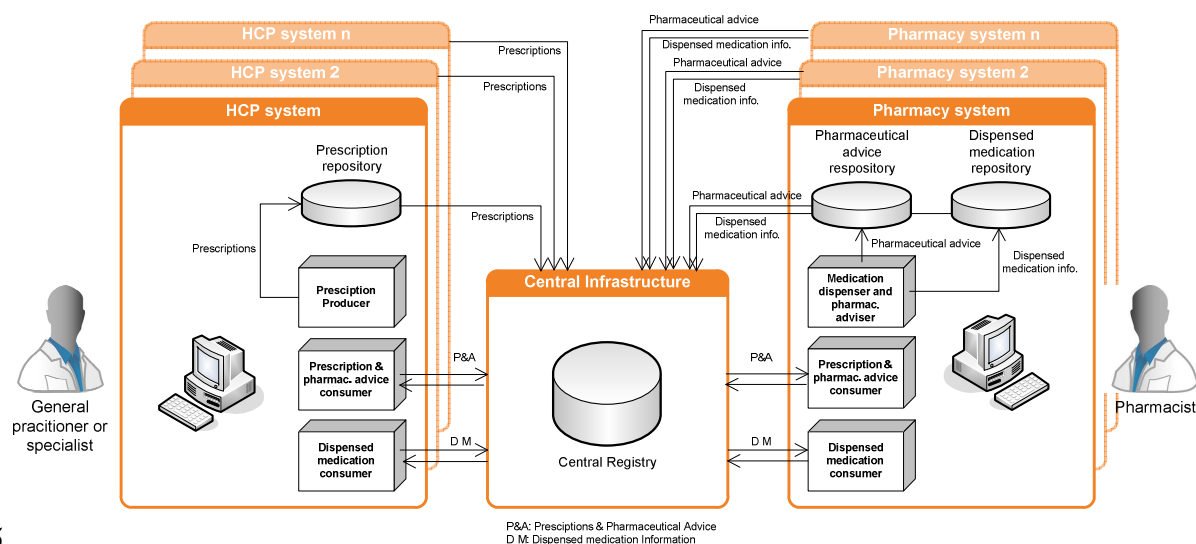 HCP system n
HCP system 2
HCP system
Prescription
repository
Prescriptions
Presciption
Producer
Prescription &
pharmac. advice
consumer
Dispensed
medication
consumer
General
pracitioner or
specialist
Prescriptions
Prescriptions
Prescriptions
P&A
D M
Central Infrastructure
Central Registry
Pharmaceutical advice
Dispensed medication info.
Pharmaceutical advice
Dispensed
medication info.
Pharmaceutical advice
Dispensed
medication info.
P&A
D M
Pharmacy system n
Pharmacy system 2
Pharmacy system
Pharmaceutical
advice
respository
Dispensed
medication
repository
Pharmaceutical advice
Dispensed
medication info.
Medication
dispenser and
pharmac.
adviser
Prescription &
pharmac. advice
consumer
Dispensed
medication
consumer
Pharmacist
P&A: Presciptions & Pharmaceutical Advice
D M: Dispensed medication Information